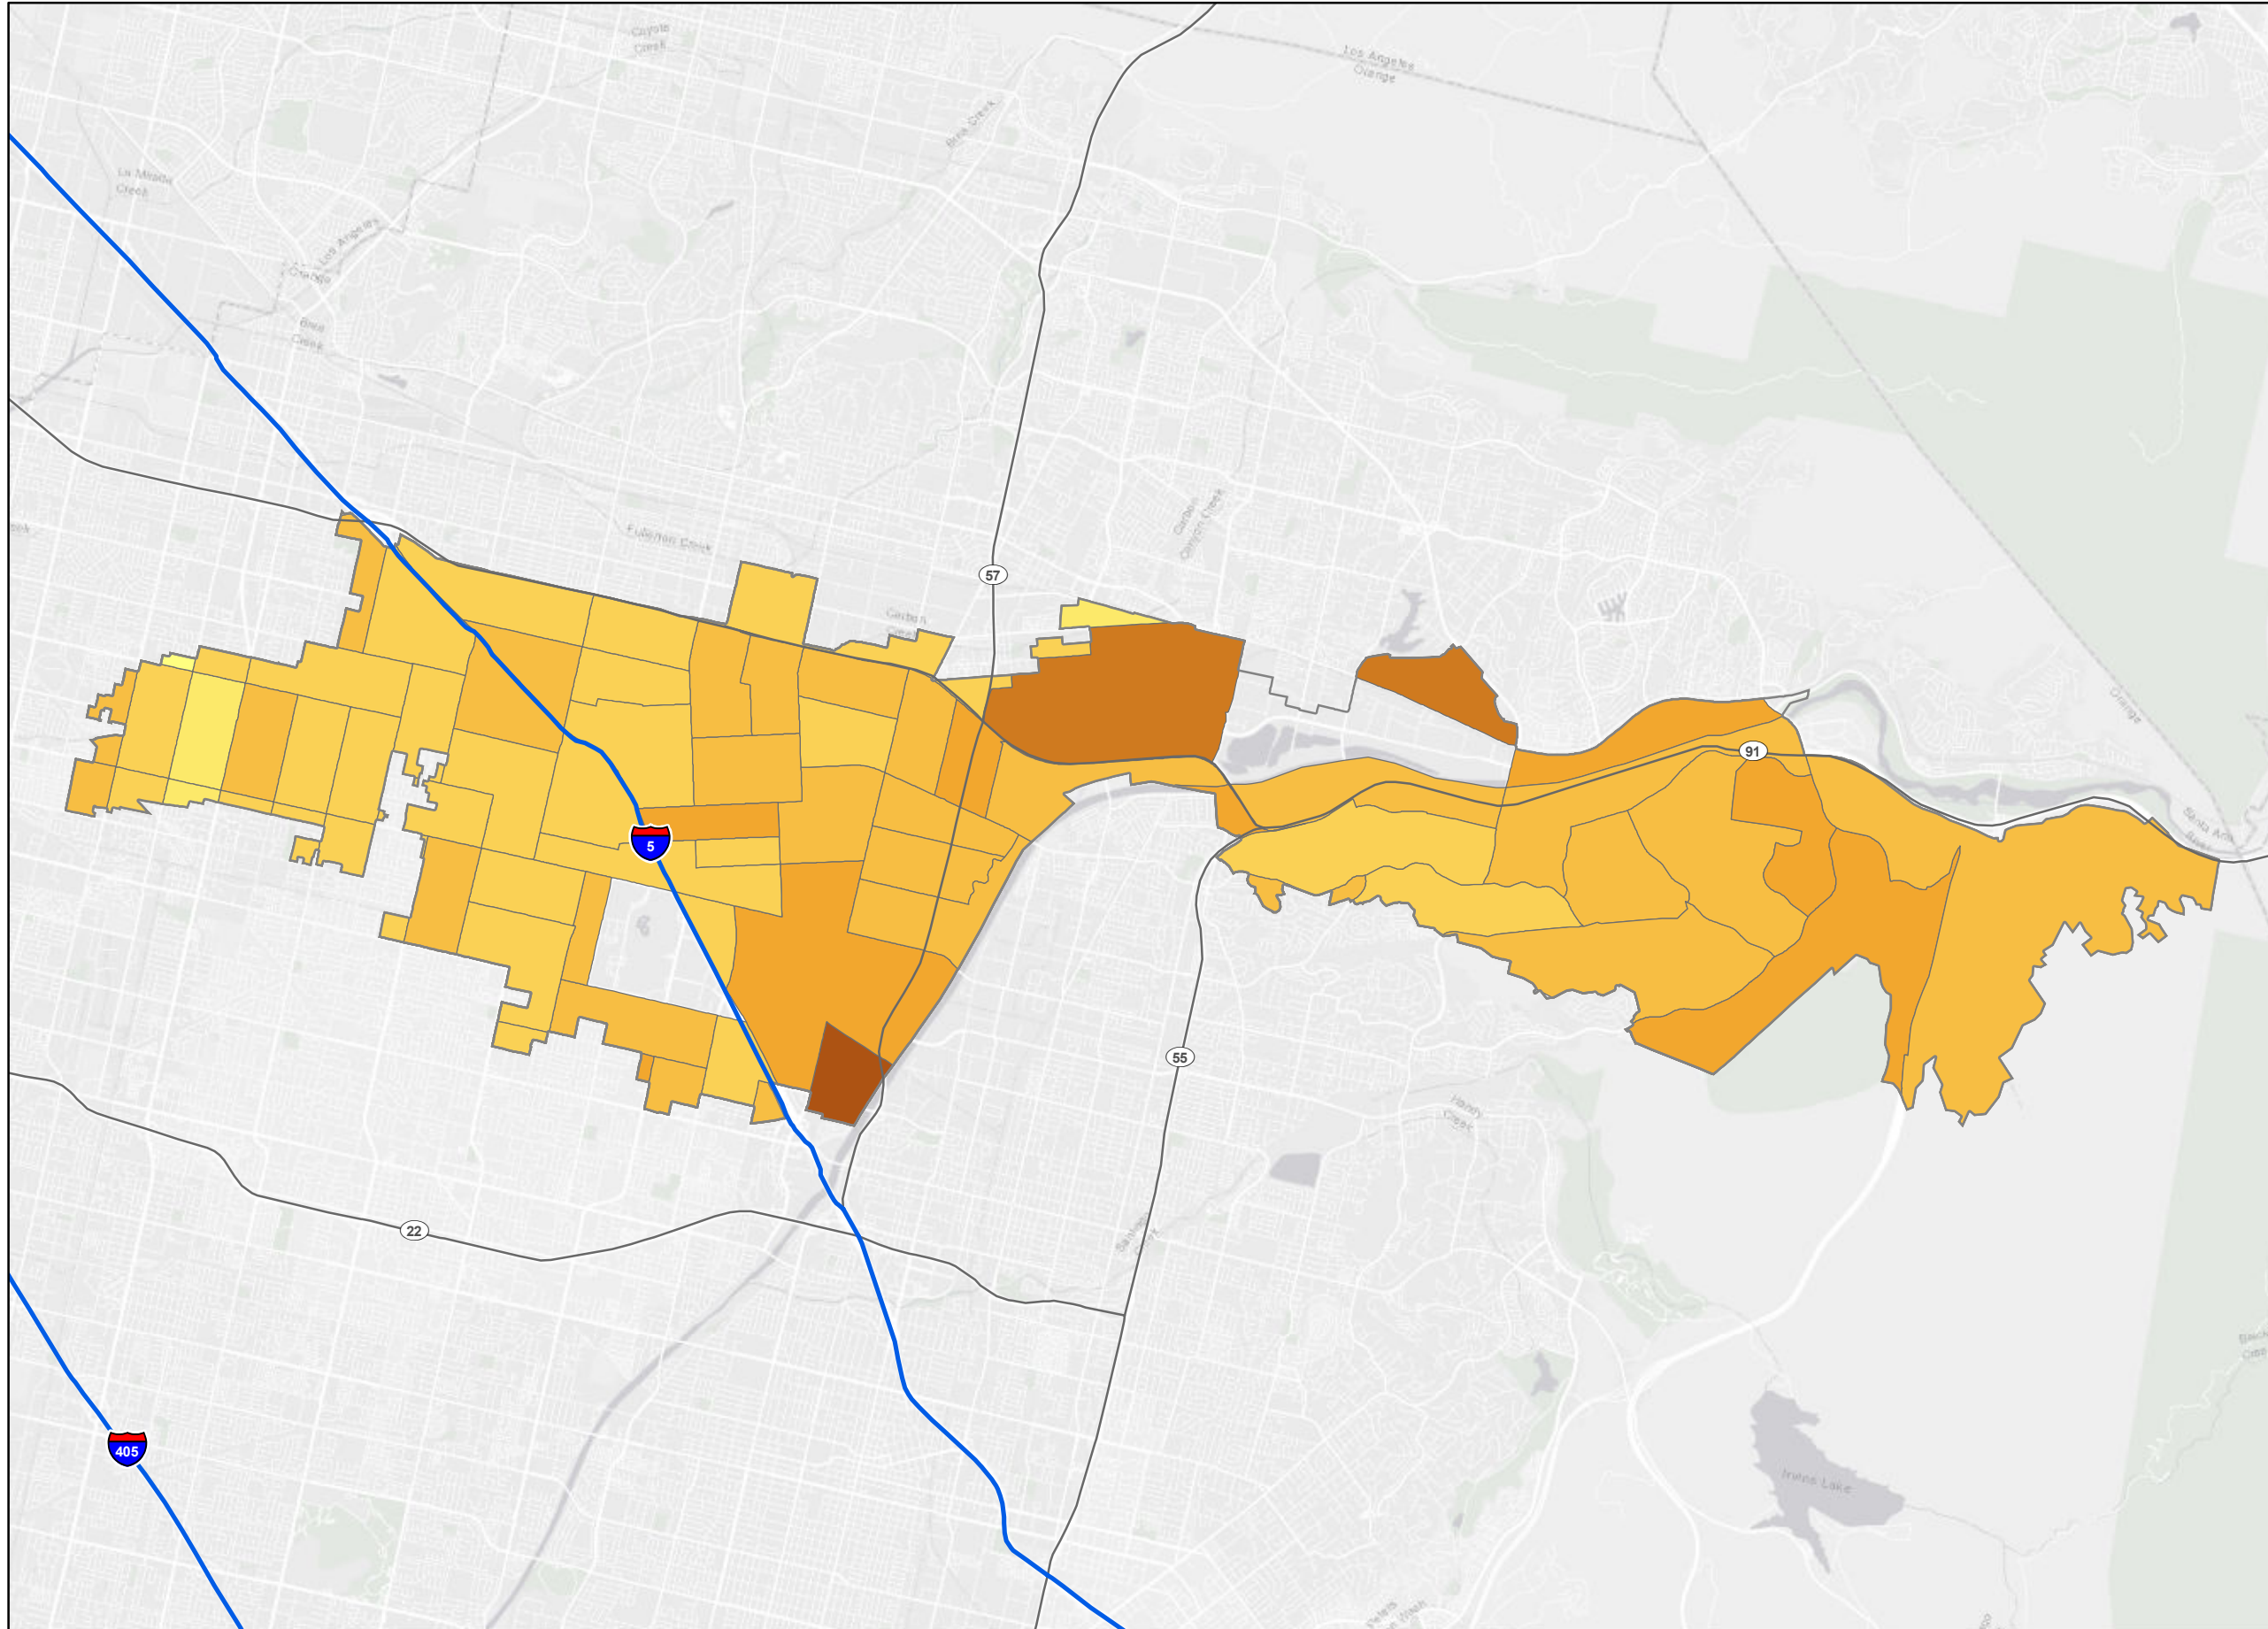 Coyote
Creek
Los Angeles
Orange
Brea Creek
La Mirada
Creek
Los Angeles
Orange
Brea
Creek
Fullerton Creek
Carbon
Canyon Creek
57
Carbon
Creek
Orange
91
Santa Ana
River
5
55
Handy
Creek
22
Santiago
Creek
405
Irvine Lake
Wash